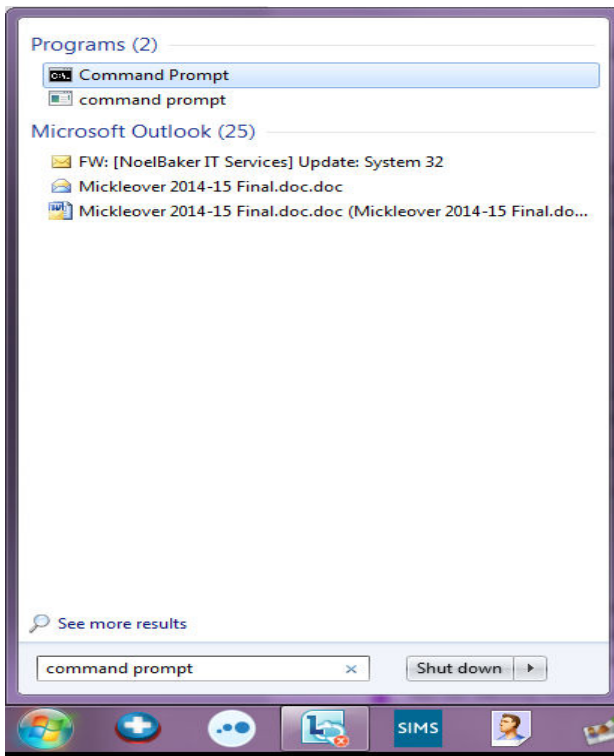 Programs (2)
Command Prompt
command prompt
Microsoft Outlook (25)
FW: [NoelBaker IT Services] Update: System 32
Mickleover 2014-15 Final.doc.doc
Mickleover 2014-15 Final.doc.doc (Mickleover 2014-15 Final.do...
See more results
command prompt
Shut down
SIMS